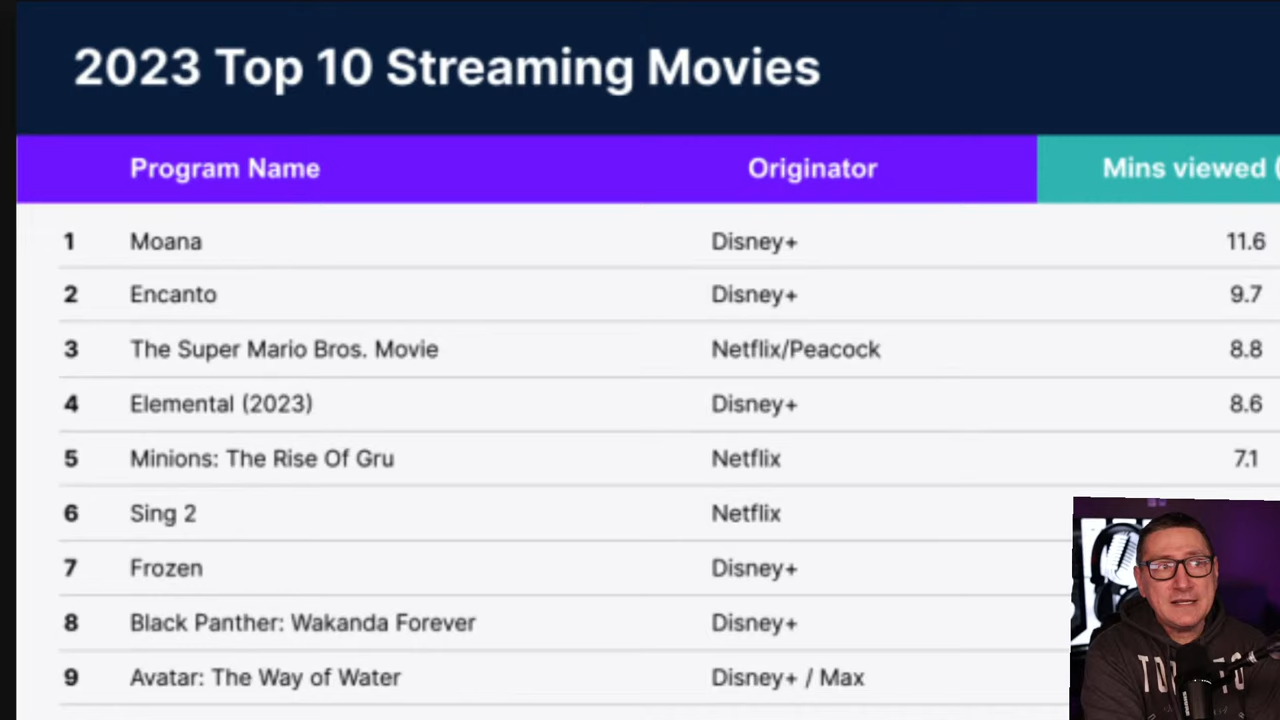 2023 Top 10 Streaming Movies
Program Name Originator Mins viewed (
1 Moana Disney+ 11.6
2 Encanto Disney+ 9.7
3 The Super Mario Bros. Movie Netflix/Peacock 8.8
4 Elemental (2023) Disney+ 8.6
5 Minions: The Rise Of Gru Netflix 7.1
6 Sing 2 Netflix
7 Frozen Disney+
8 Black Panther: Wakanda Forever Disney+
9 Avatar: The Way of Water Disney+ / Max